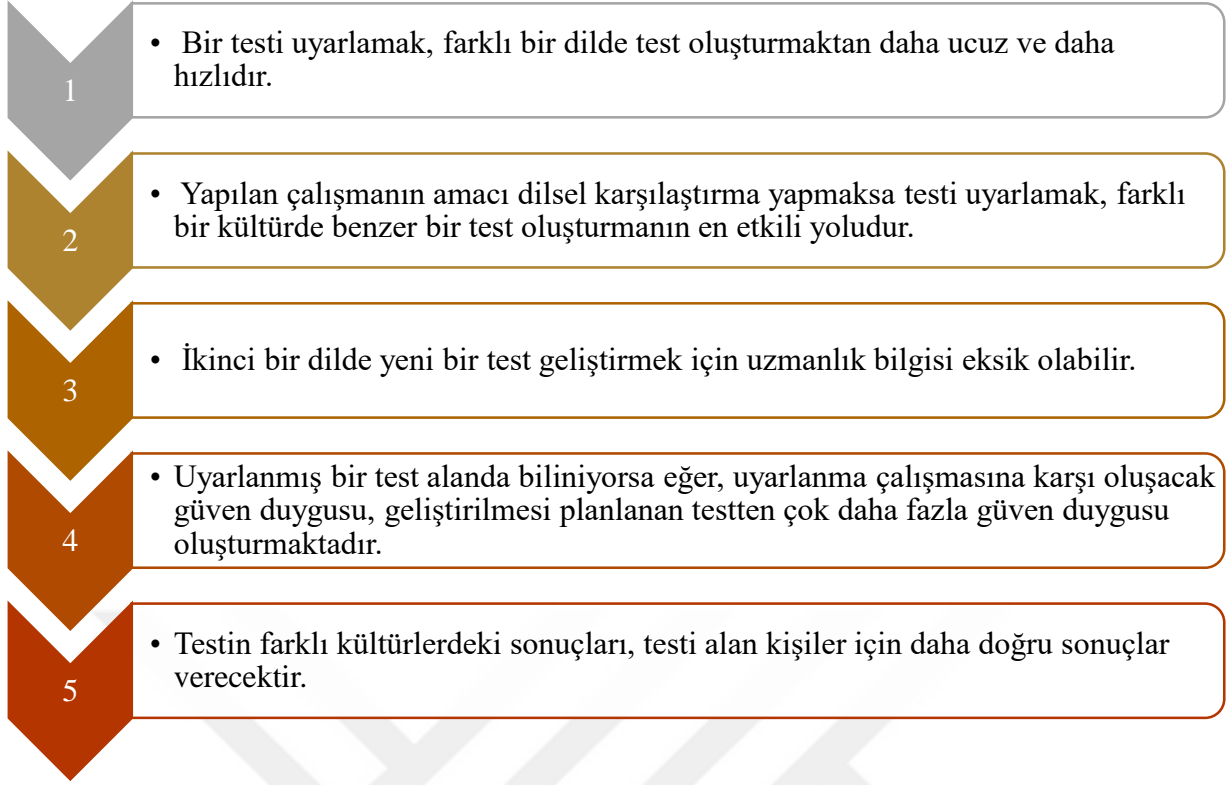 1
• Bir testi uyarlamak, farklı bir dilde test oluşturmaktan daha ucuz ve daha
hızlıdır.
2
• Yapılan çalışmanın amacı dilsel karşılaştırma yapmaksa testi uyarlamak, farklı
bir kültürde benzer bir test oluşturmanın en etkili yoludur.
3
• İkinci bir dilde yeni bir test geliştirmek için uzmanlık bilgisi eksik olabilir.
4
• Uyarlanmış bir test alanda biliniyorsa eğer, uyarlanma çalışmasına karşı oluşacak
güven duygusu, geliştirilmesi planlanan testten çok daha fazla güven duygusu
oluşturmaktadır.
5
• Testin farklı kültürlerdeki sonuçları, testi alan kişiler için daha doğru sonuçlar
verecektir.